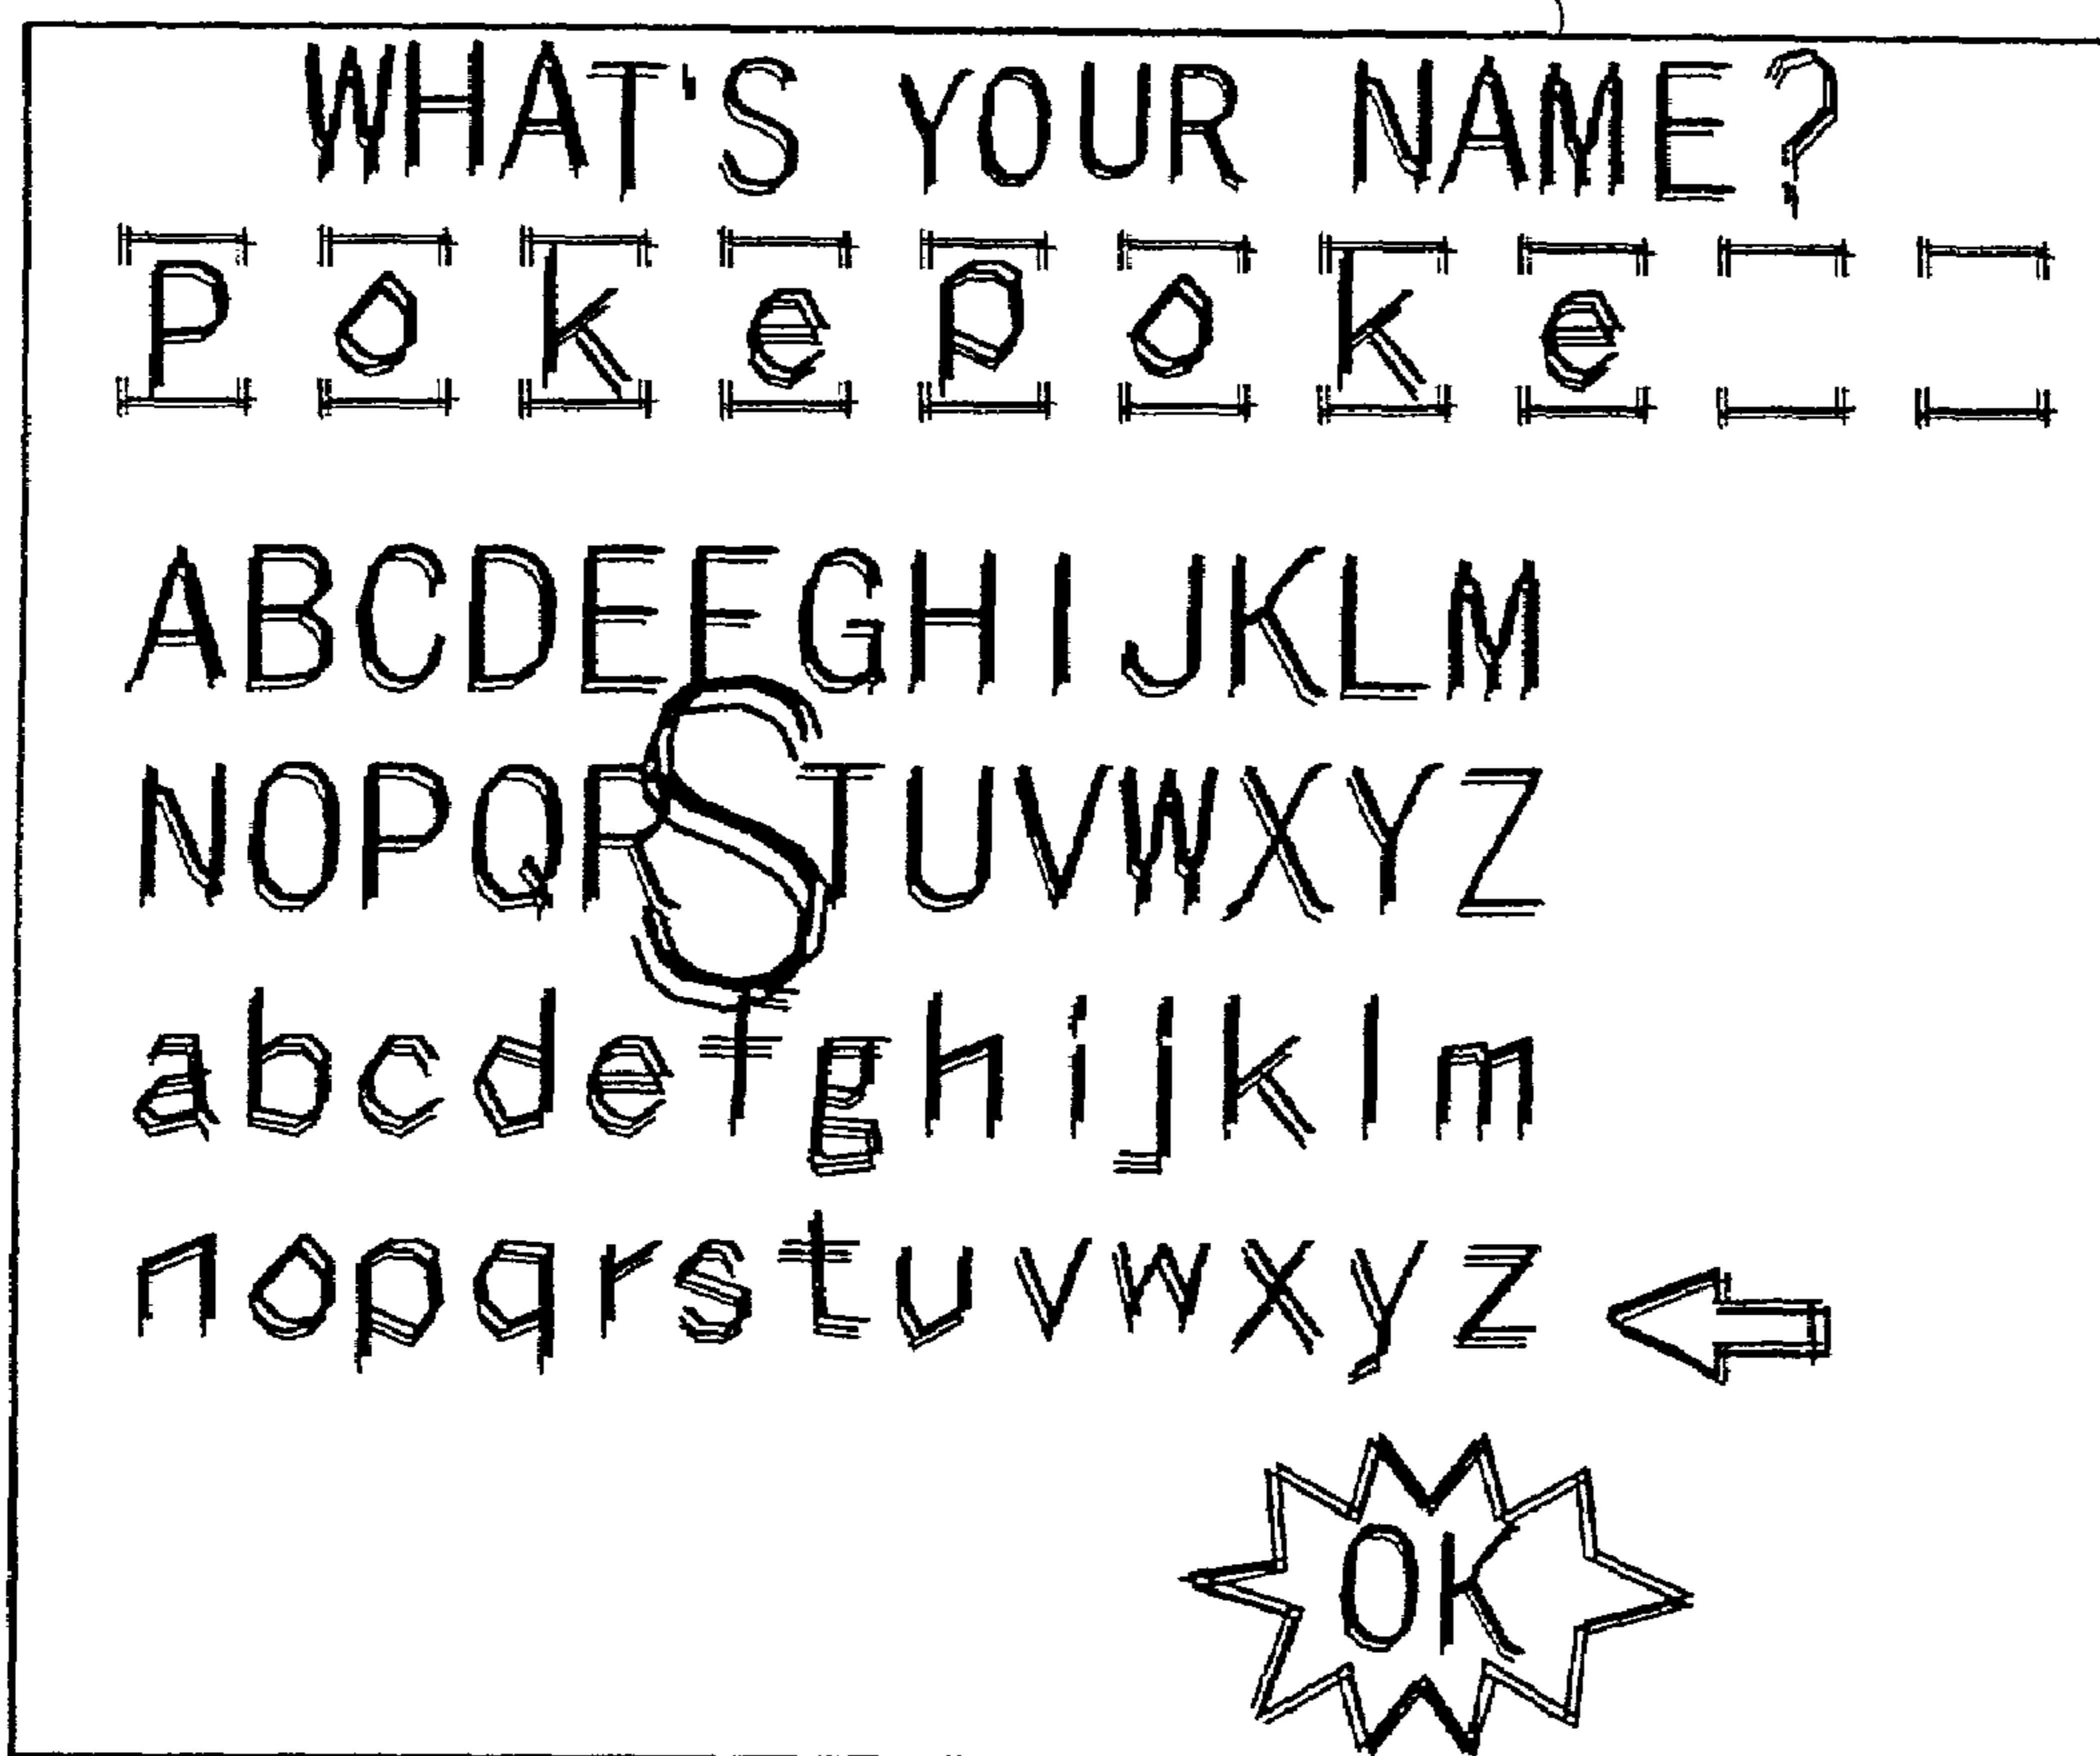 WHAT'S YOUR NAME?
Pokepoke
ABCDEFGHIJKLM
NOPQRSTUVWXYZ
abcdefghijklm
nopqrstuvwxyz
OK